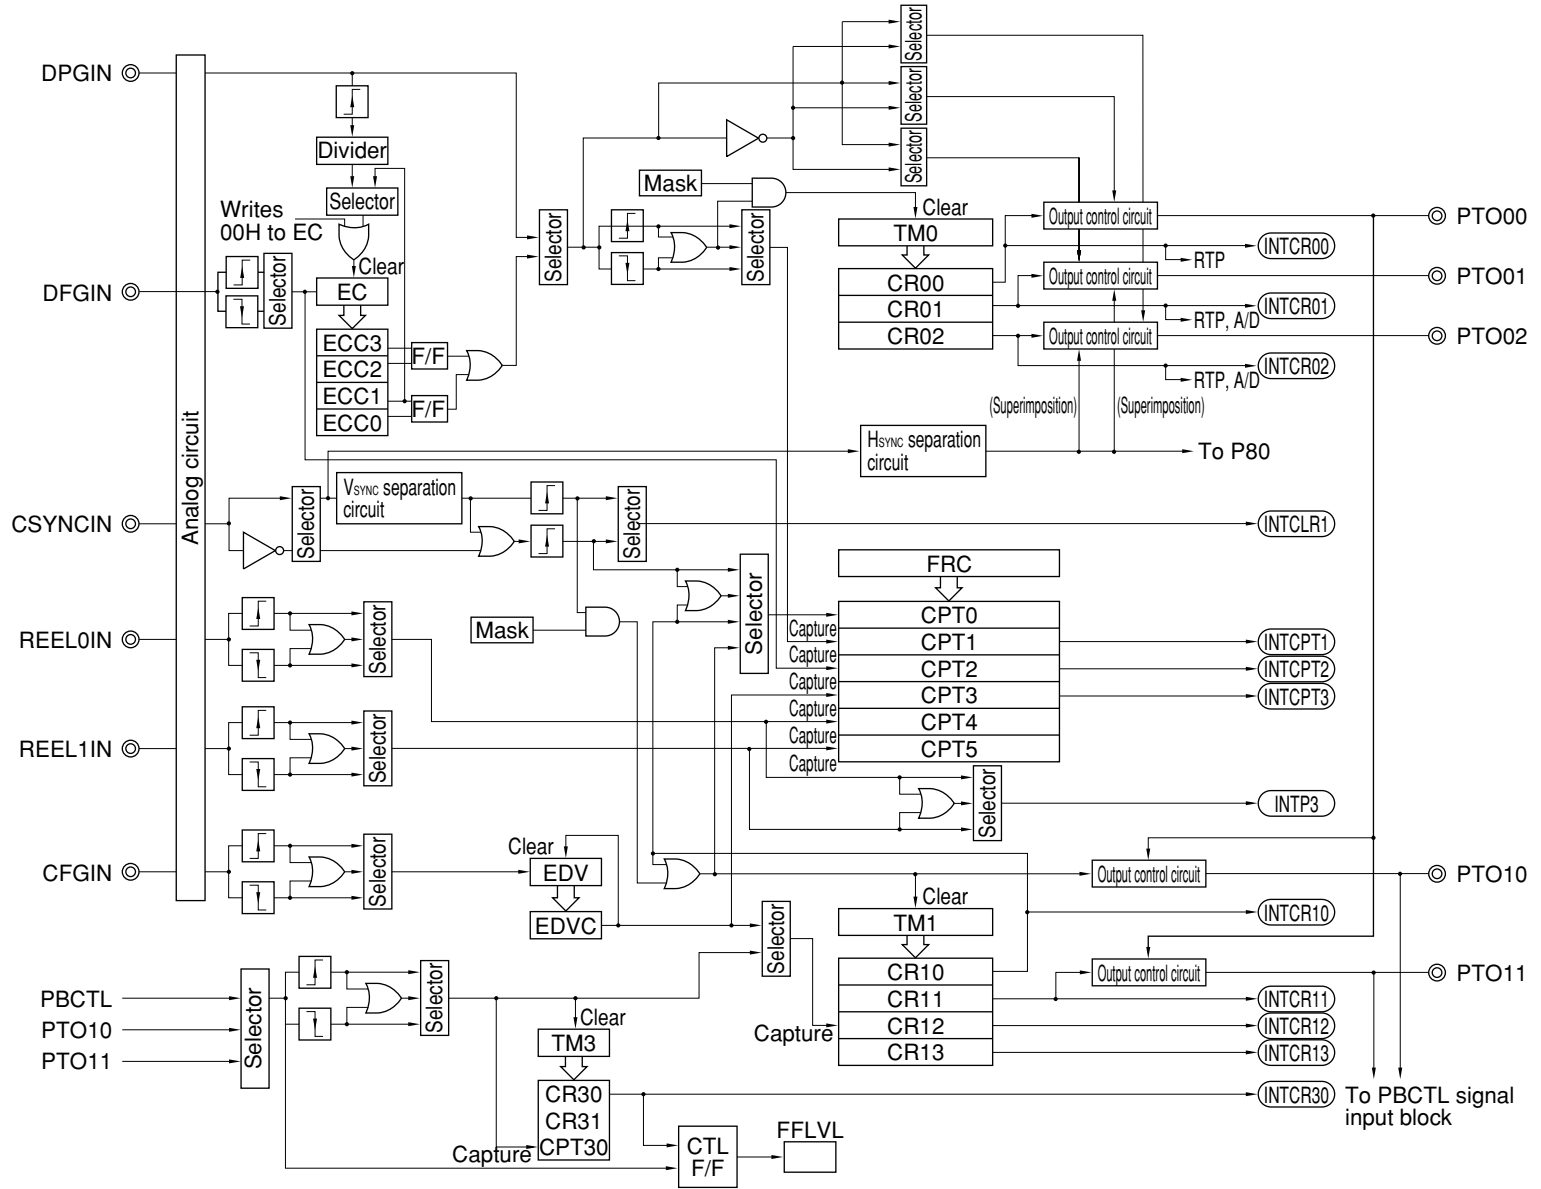 Selector
Selector
Selector
DPGIN
Divider
Selector
Mask
Writes
00H to EC
Clear
EC
Selector
DFGIN
Selector
Selector
Clear
TM0
CR00
CR01
CR02
Output control circuit
Output control circuit
Output control circuit
PTO00
INTCR00
RTP
PTO01
INTCR01
RTP, A/D
PTO02
INTCR02
RTP, A/D
ECC3
ECC2
ECC1
ECC0
F/F
F/F
(Superimposition)
(Superimposition)
HSYNC separation
circuit
To P80
Analog circuit
CSYNCIN
Selector
VSYNC separation
circuit
Selector
INTCLR1
FRC
Selector
Mask
CPT0
CPT1
CPT2
CPT3
CPT4
CPT5
Capture
Capture
Capture
Capture
Capture
Capture
INTCPT1
INTCPT2
INTCPT3
REEL0IN
Selector
REEL1IN
Selector
Selector
INTP3
CFGIN
Selector
Clear
EDV
EDVC
Output control circuit
PTO10
Clear
TM1
Selector
INTCR10
CR10
CR11
CR12
CR13
Capture
Output control circuit
PTO11
INTCR11
INTCR12
INTCR13
PBCTL
PTO10
PTO11
Selector
Selector
Clear
TM3
CR30
CR31
CPT30
Capture
INTCR30
To PBCTL signal
input block
CTL
F/F
FFLVL